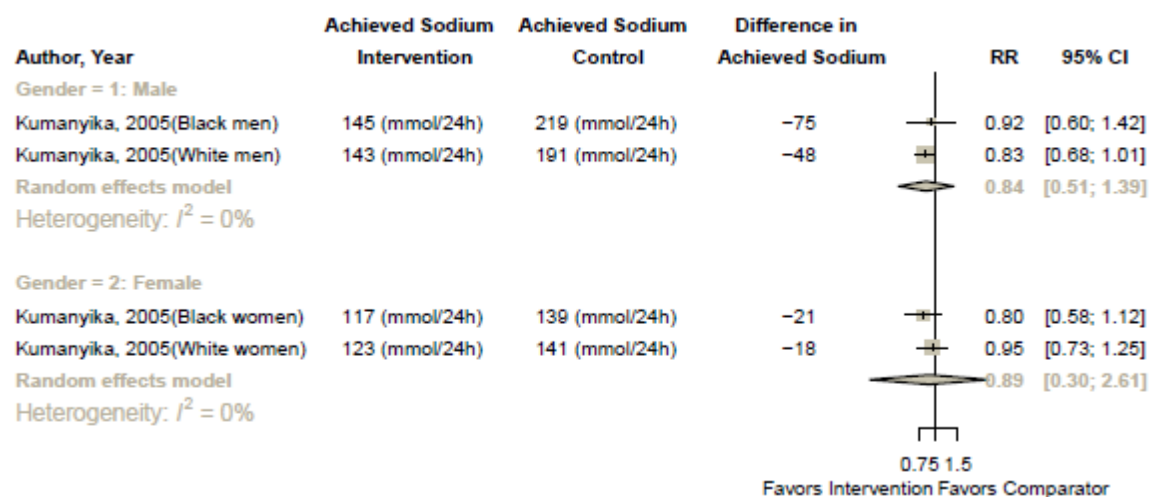 Achieved Sodium Achieved Sodium Difference in
Author, Year Intervention Control Achieved Sodium RR 95% CI
Gender = 1: Male
Kumanyika, 2005(Black men) 145 (mmol/24h) 219 (mmol/24h) −75 0.92 [0.60; 1.42]
Kumanyika, 2005(White men) 143 (mmol/24h) 191 (mmol/24h) −48 0.83 [0.68; 1.01]
Random effects model 0.84 [0.51; 1.39]
Heterogeneity: I² = 0%
Gender = 2: Female
Kumanyika, 2005(Black women) 117 (mmol/24h) 139 (mmol/24h) −21 0.80 [0.58; 1.12]
Kumanyika, 2005(White women) 123 (mmol/24h) 141 (mmol/24h) −18 0.95 [0.73; 1.25]
Random effects model 0.89 [0.30; 2.61]
Heterogeneity: I² = 0%
0.75 1.5
Favors Intervention Favors Comparator